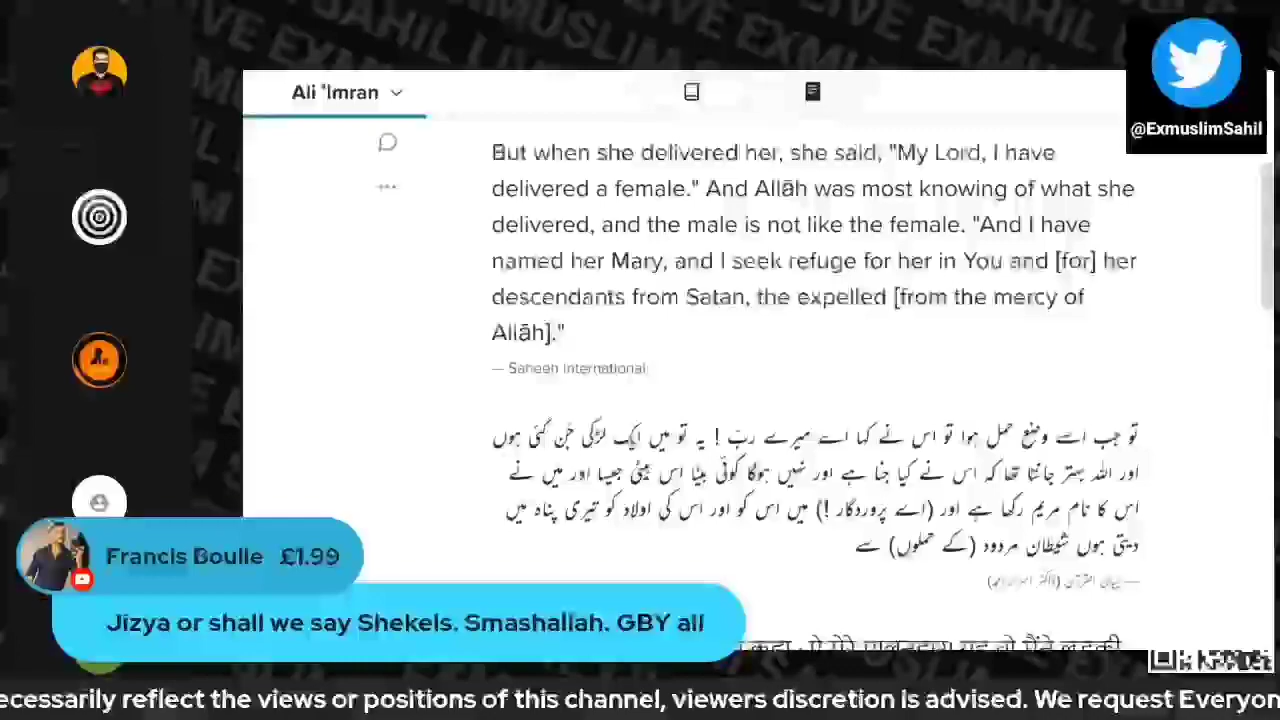 Ali 'Imran
@ExmuslimSahil
But when she delivered her, she said, "My Lord, I have
delivered a female." And Allāh was most knowing of what she
delivered, and the male is not like the female. "And I have
named her Mary, and I seek refuge for her in You and [for] her
descendants from Satan, the expelled [from the mercy of
Allāh]."
— Saheeh International
تو جب اسے وضع حمل ہوا تو اس نے کہا اے میرے ربّ ! یہ تو میں ایک لڑکی جَن گئی ہوں
اور اللہ بہتر جانتا تھا کہ اس نے کیا جنا ہے اور نہیں ہوگا کوئی بیٹا اس بیٹی جیسا اور میں نے
اس کا نام مریم رکھا ہے اور (اے پروردگار !) میں اس کو اور اس کی اولاد کو تیری پناہ میں
دیتی ہوں شیطان مردود (کے حملوں) سے
— بیان القرآن (ڈاکٹر اسرار احمد)
Francis Boulle £1.99
Jizya or shall we say Shekels. Smashallah. GBY all
ecessarily reflect the views or positions of this channel, viewers discretion is advised. We request Everyon